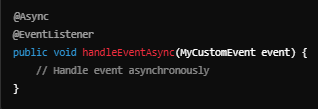 @Async
@EventListener
public void handleEventAsync(MyCustomEvent event) {
    // Handle event asynchronously
}